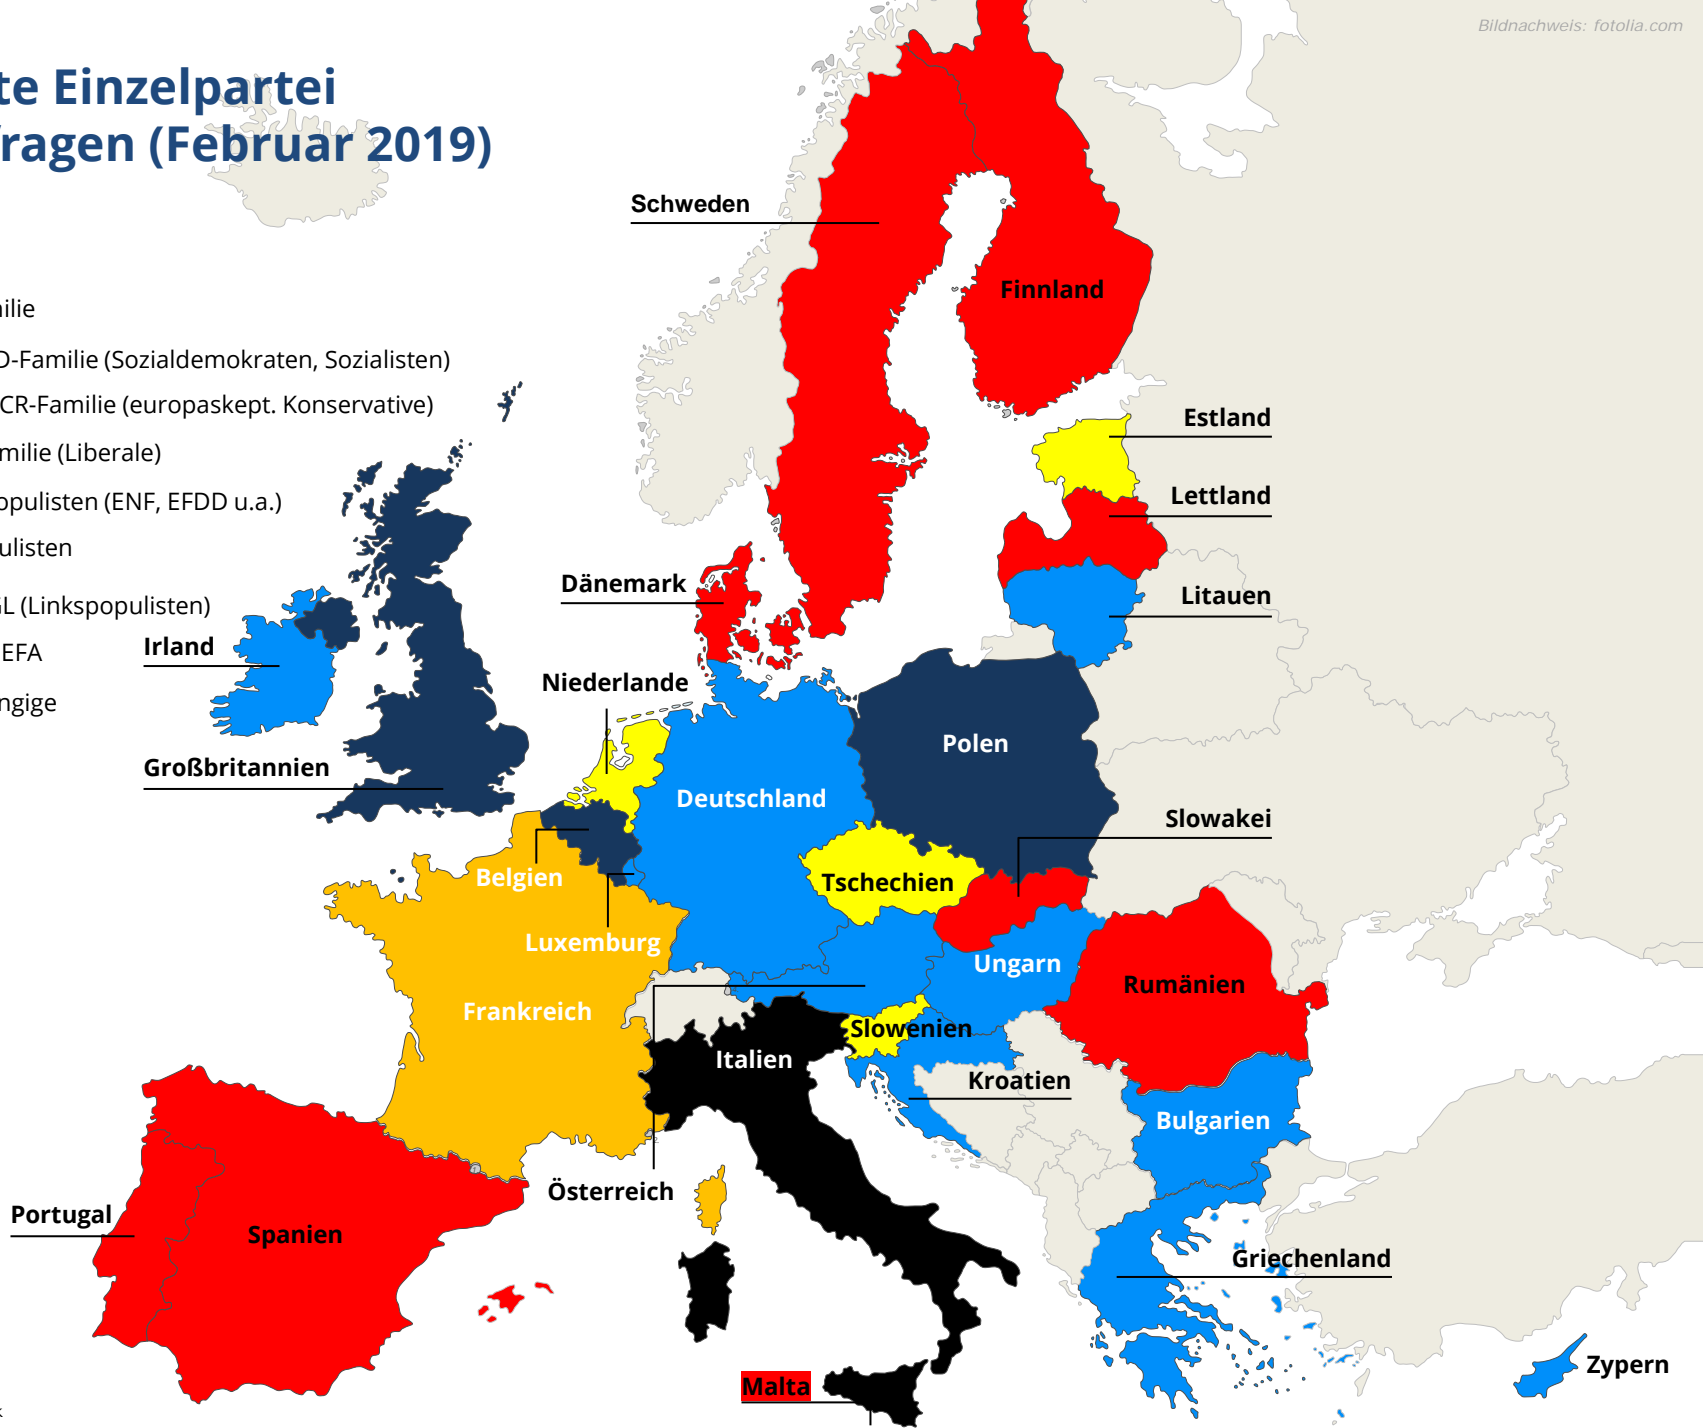 Bildnachweis: fotolia.com
te Einzelpartei
fragen (Februar 2019)
ilie
D-Familie (Sozialdemokraten, Sozialisten)
CR-Familie (europaskept. Konservative)
milie (Liberale)
opulisten (ENF, EFDD u.a.)
ulisten
GL (Linkspopulisten)
EFA
ngige
Schweden
Finnland
Estland
Lettland
Dänemark
Litauen
Irland
Niederlande
Polen
Großbritannien
Deutschland
Slowakei
Belgien
Tschechien
Luxemburg
Ungarn
Rumänien
Frankreich
Slowenien
Italien
Kroatien
Bulgarien
Österreich
Portugal
Spanien
Griechenland
Zypern
Malta
k